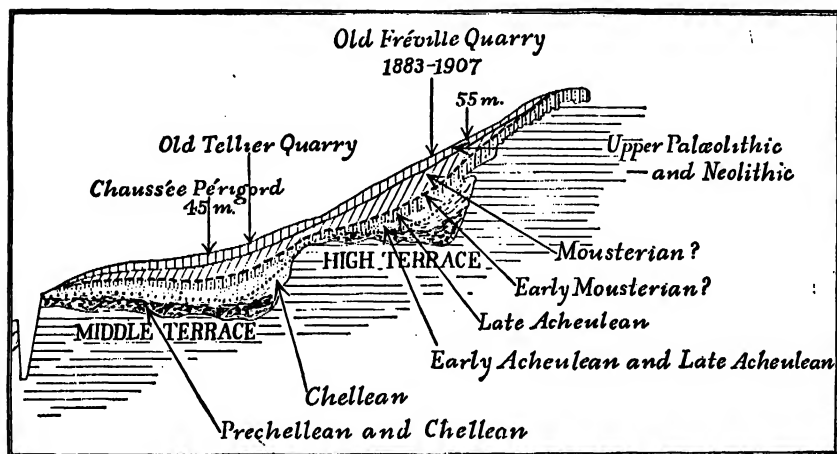 Old Fréville Quarry
1883-1907
55 m.
Old Tellier Quarry
Upper Palæolithic
— and Neolithic
Chaussée Périgord
45 m.
Mousterian?
HIGH TERRACE
Early Mousterian?
Late Acheulean
MIDDLE TERRACE
Early Acheulean and Late Acheulean
Chellean
Prechellean and Chellean